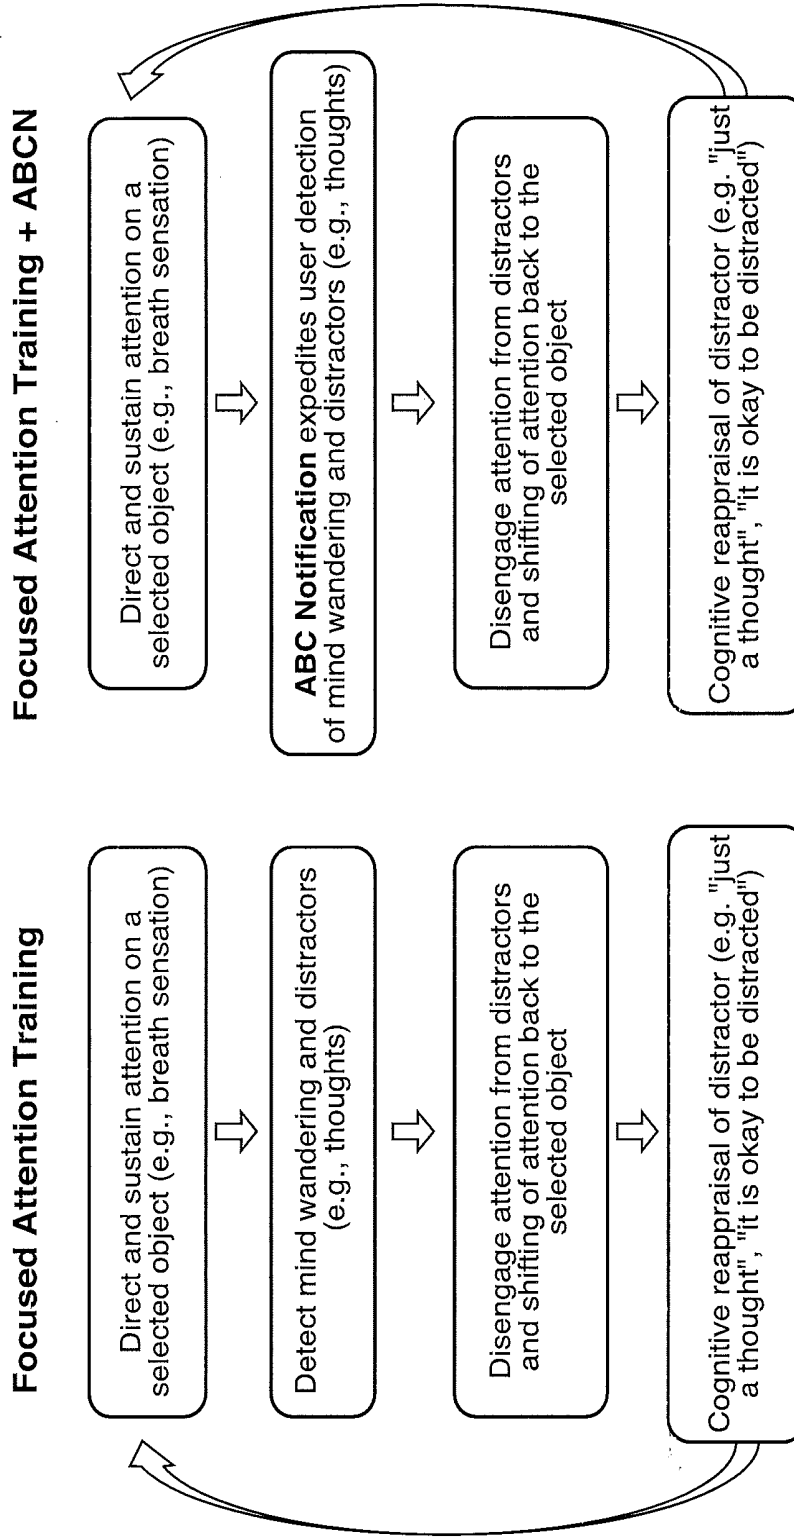 Focused Attention Training
Direct and sustain attention on a
selected object (e.g., breath sensation)
Detect mind wandering and distractors
(e.g., thoughts)
Disengage attention from distractors
and shifting of attention back to the
selected object
Cognitive reappraisal of distractor (e.g. "just
a thought", "it is okay to be distracted")
Focused Attention Training + ABCN
Direct and sustain attention on a
selected object (e.g., breath sensation)
ABC Notification expedites user detection
of mind wandering and distractors (e.g., thoughts)
Disengage attention from distractors
and shifting of attention back to the
selected object
Cognitive reappraisal of distractor (e.g. "just
a thought", "it is okay to be distracted")